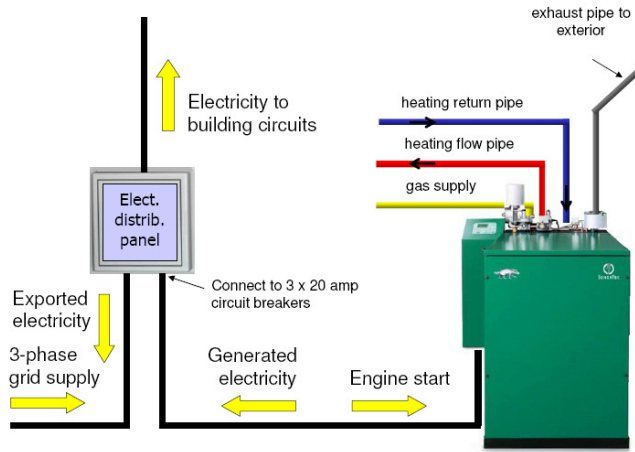 exhaust pipe to
exterior
heating return pipe
heating flow pipe
gas supply
Electricity to
building circuits
Elect.
distrib.
panel
Connect to 3 x 20 amp
circuit breakers
Exported
electricity
3-phase
grid supply
Generated
electricity
Engine start